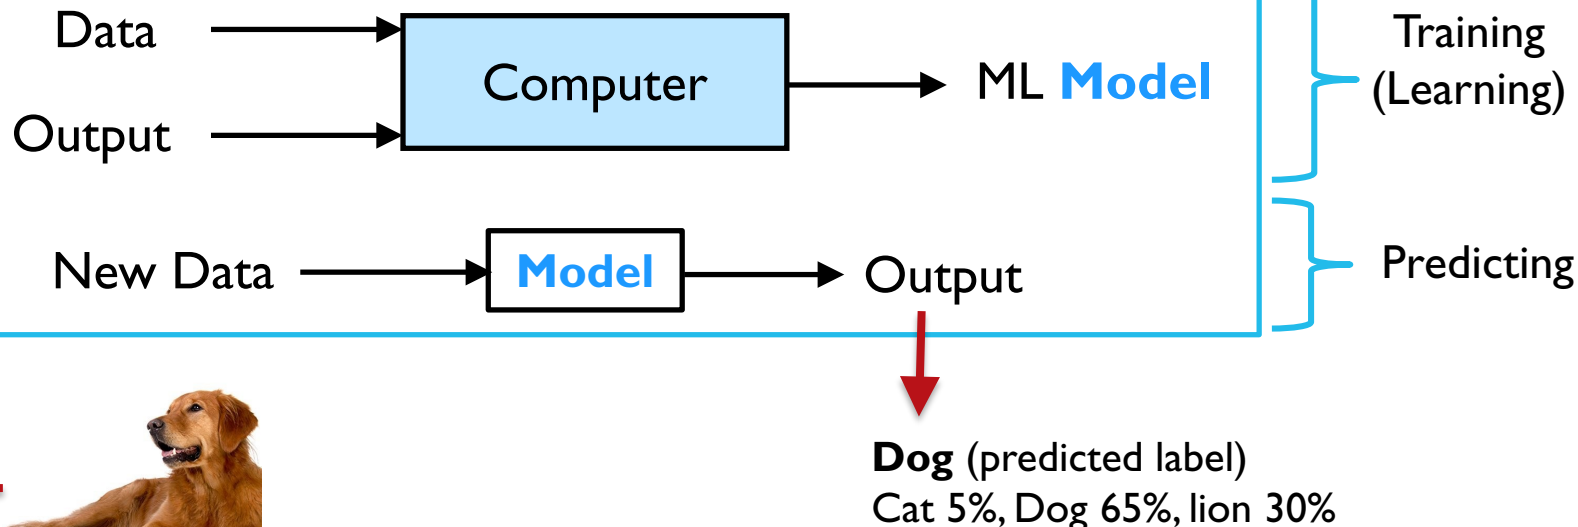 Data
Output
Computer
ML Model
Training
(Learning)
New Data
Model
Output
Predicting
Dog (predicted label)
Cat 5%, Dog 65%, lion 30%